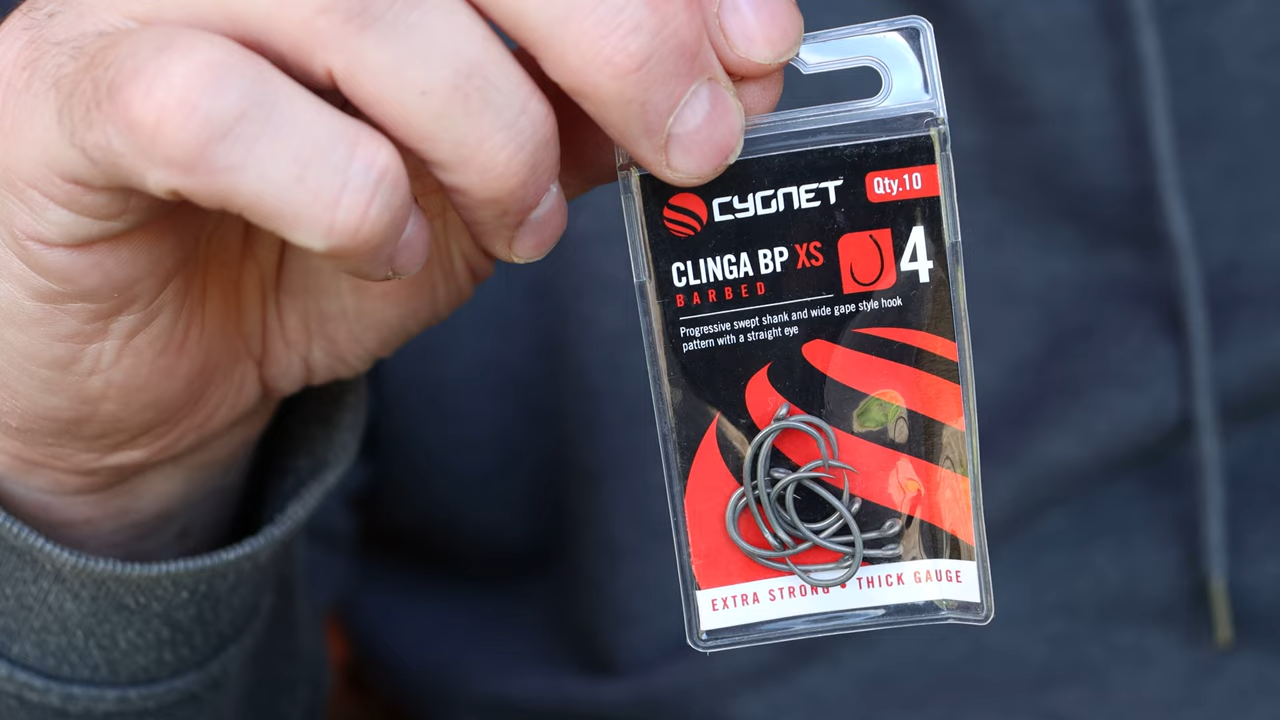 CYGNET
Qty.10
CLINGA BP XS
4
BARBED
Progressive swept shank and wide gape style hook
pattern with a straight eye
EXTRA STRONG • THICK GAUGE